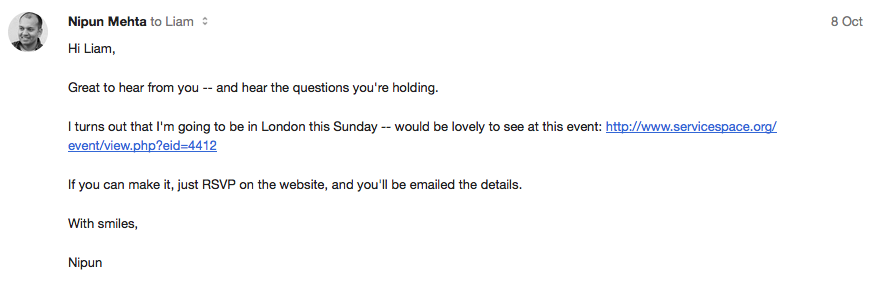 Nipun Mehta to Liam 8 Oct
Hi Liam,
Great to hear from you -- and hear the questions you're holding.
I turns out that I'm going to be in London this Sunday -- would be lovely to see at this event: http://www.servicespace.org/
event/view.php?eid=4412
If you can make it, just RSVP on the website, and you'll be emailed the details.
With smiles,
Nipun